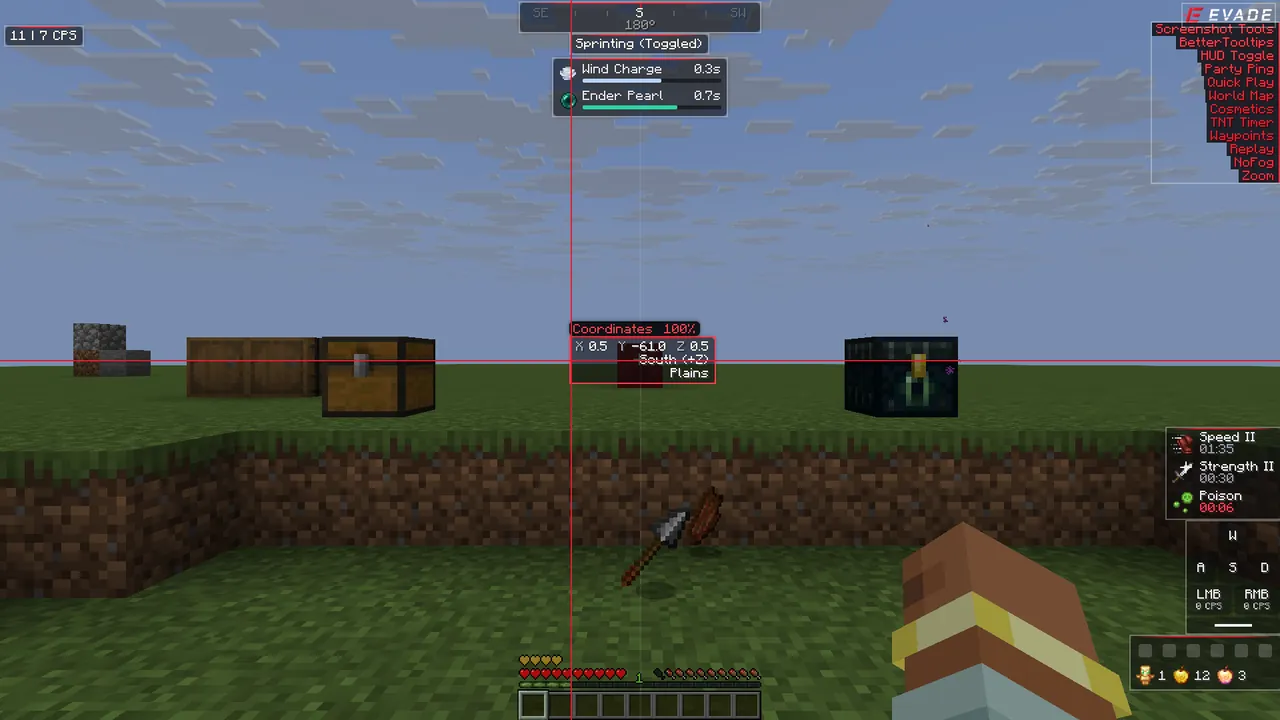 11 | 7 CPS
SE S SW
180°
Sprinting (Toggled)
Wind Charge 0.3s
Ender Pearl 0.7s
EVADE
Screenshot Tools
BetterTooltips
HUD Toggle
Party Ping
Quick Play
World Map
Cosmetics
TNT Timer
Waypoints
Replay
NoFog
Zoom
Coordinates 100%
X 0.5 Y -61.0 Z 0.5
South (+Z)
Plains
Speed II
01:35
Strength II
00:30
Poison
00:06
W
A S D
LMB RMB
0 CPS 0 CPS
1 12 3
1